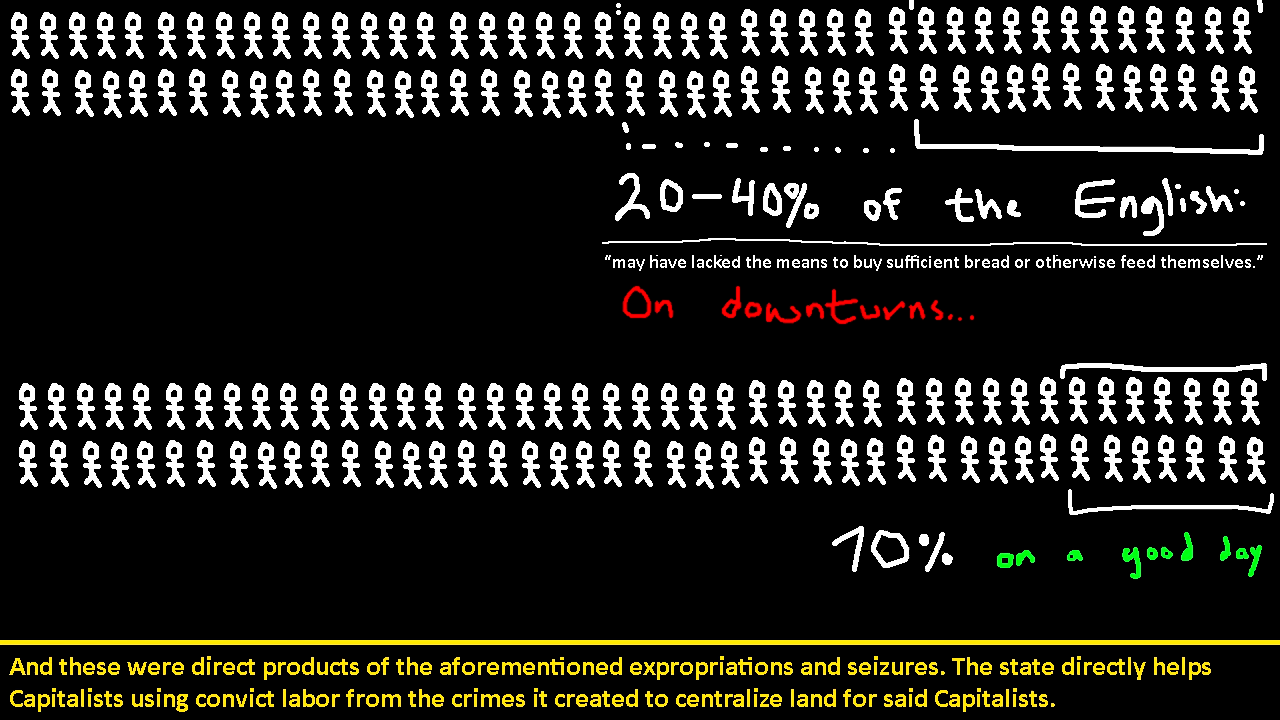 20-40% of the English:
“may have lacked the means to buy sufficient bread or otherwise feed themselves.”
On downturns...
10% on a good day
And these were direct products of the aforementioned expropriations and seizures. The state directly helps
Capitalists using convict labor from the crimes it created to centralize land for said Capitalists.